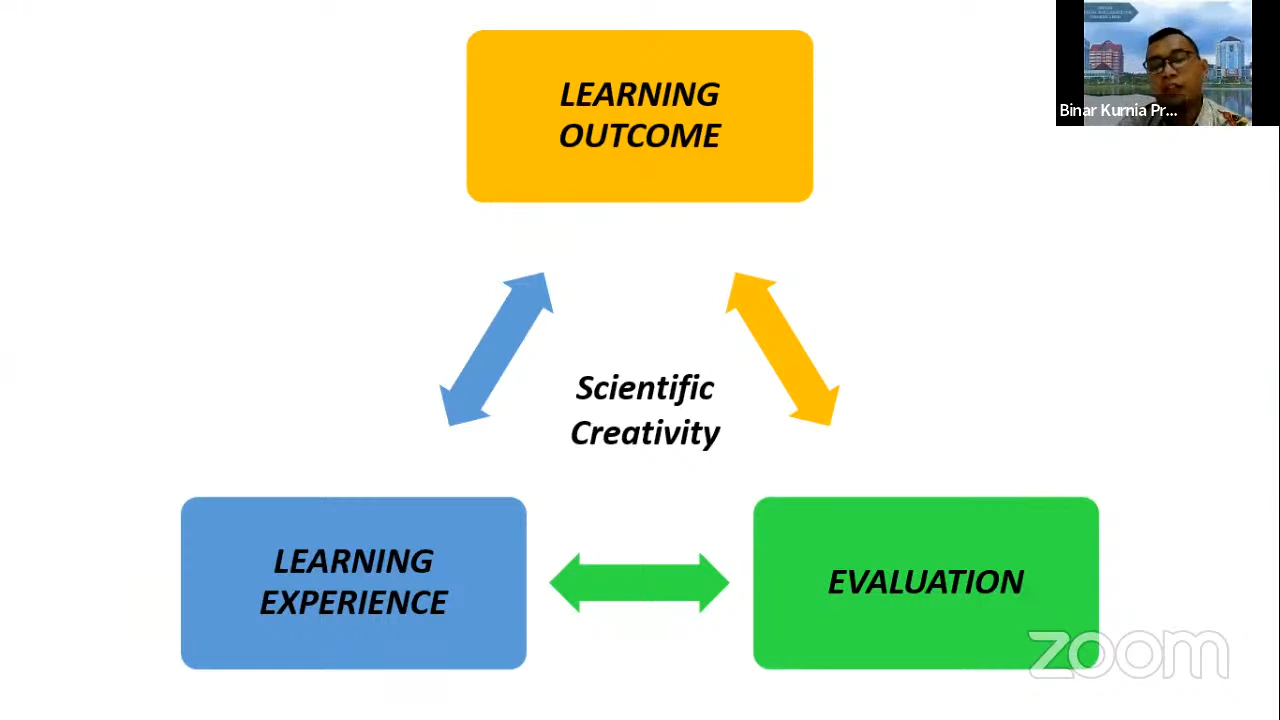 LEARNING
OUTCOME
Binar Kurnia Pr...
Scientific
Creativity
LEARNING
EXPERIENCE
EVALUATION
zoom